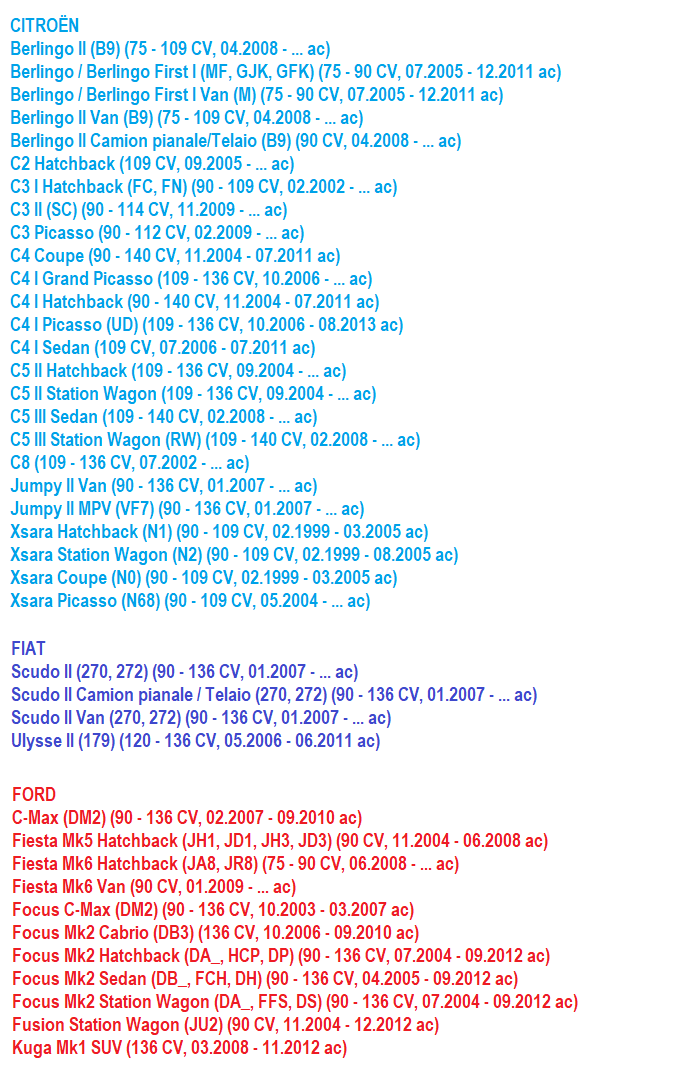 CITROËN
Berlingo II (B9) (75 - 109 CV, 04.2008 - ... ac)
Berlingo / Berlingo First I (MF, GJK, GFK) (75 - 90 CV, 07.2005 - 12.2011 ac)
Berlingo / Berlingo First I Van (M) (75 - 90 CV, 07.2005 - 12.2011 ac)
Berlingo II Van (B9) (75 - 109 CV, 04.2008 - ... ac)
Berlingo II Camion pianale/Telaio (B9) (90 CV, 04.2008 - ... ac)
C2 Hatchback (109 CV, 09.2005 - ... ac)
C3 I Hatchback (FC, FN) (90 - 109 CV, 02.2002 - ... ac)
C3 II (SC) (90 - 114 CV, 11.2009 - ... ac)
C3 Picasso (90 - 112 CV, 02.2009 - ... ac)
C4 Coupe (90 - 140 CV, 11.2004 - 07.2011 ac)
C4 I Grand Picasso (109 - 136 CV, 10.2006 - ... ac)
C4 I Hatchback (90 - 140 CV, 11.2004 - 07.2011 ac)
C4 I Picasso (UD) (109 - 136 CV, 10.2006 - 08.2013 ac)
C4 I Sedan (109 CV, 07.2006 - 07.2011 ac)
C5 II Hatchback (109 - 136 CV, 09.2004 - ... ac)
C5 II Station Wagon (109 - 136 CV, 09.2004 - ... ac)
C5 III Sedan (109 - 140 CV, 02.2008 - ... ac)
C5 III Station Wagon (RW) (109 - 140 CV, 02.2008 - ... ac)
C8 (109 - 136 CV, 07.2002 - ... ac)
Jumpy II Van (90 - 136 CV, 01.2007 - ... ac)
Jumpy II MPV (VF7) (90 - 136 CV, 01.2007 - ... ac)
Xsara Hatchback (N1) (90 - 109 CV, 02.1999 - 03.2005 ac)
Xsara Station Wagon (N2) (90 - 109 CV, 02.1999 - 08.2005 ac)
Xsara Coupe (N0) (90 - 109 CV, 02.1999 - 03.2005 ac)
Xsara Picasso (N68) (90 - 109 CV, 05.2004 - ... ac)
FIAT
Scudo II (270, 272) (90 - 136 CV, 01.2007 - ... ac)
Scudo II Camion pianale / Telaio (270, 272) (90 - 136 CV, 01.2007 - ... ac)
Scudo II Van (270, 272) (90 - 136 CV, 01.2007 - ... ac)
Ulysse II (179) (120 - 136 CV, 05.2006 - 06.2011 ac)
FORD
C-Max (DM2) (90 - 136 CV, 02.2007 - 09.2010 ac)
Fiesta Mk5 Hatchback (JH1, JD1, JH3, JD3) (90 CV, 11.2004 - 06.2008 ac)
Fiesta Mk6 Hatchback (JA8, JR8) (75 - 90 CV, 06.2008 - ... ac)
Fiesta Mk6 Van (90 CV, 01.2009 - ... ac)
Focus C-Max (DM2) (90 - 136 CV, 10.2003 - 03.2007 ac)
Focus Mk2 Cabrio (DB3) (136 CV, 10.2006 - 09.2010 ac)
Focus Mk2 Hatchback (DA_, HCP, DP) (90 - 136 CV, 07.2004 - 09.2012 ac)
Focus Mk2 Sedan (DB_, FCH, DH) (90 - 136 CV, 04.2005 - 09.2012 ac)
Focus Mk2 Station Wagon (DA_, FFS, DS) (90 - 136 CV, 07.2004 - 09.2012 ac)
Fusion Station Wagon (JU2) (90 CV, 11.2004 - 12.2012 ac)
Kuga Mk1 SUV (136 CV, 03.2008 - 11.2012 ac)